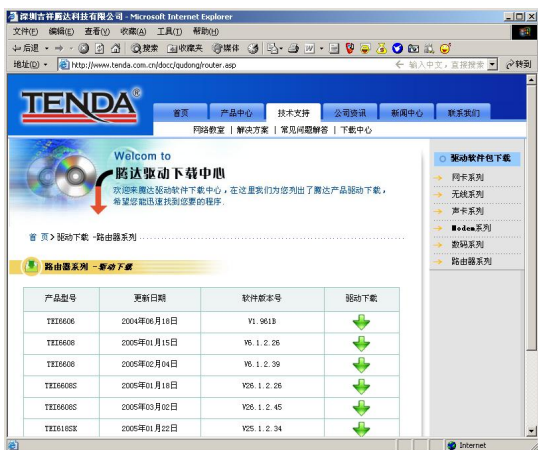 深圳吉祥腾达科技有限公司 - Microsoft Internet Explorer
文件(F) 编辑(E) 查看(V) 收藏(A) 工具(T) 帮助(H)
后退 搜索 收藏夹 媒体
地址(D) http://www.tenda.com.cn/docc/qudong/router.asp 输入中文，直接搜索 转到
TENDA®
首页 产品中心 技术支持 公司资讯 新闻中心 联系我们
网络教室 | 解决方案 | 常见问题解答 | 下载中心
Welcom to
腾达驱动下载中心
欢迎来腾达驱动软件下载中心，在这里我们为您列出了腾达产品驱动下载，
希望您能迅速找到您要的程序.
首 页> 驱动下载 -路由器系列
路由器系列 -驱动下载
产品型号 更新日期 软件版本号 驱动下载
TEI6606 2004年06月18日 V1.961B
TEI6608 2005年01月15日 V6.1.2.26
TEI6608 2005年02月04日 V6.1.2.39
TEI6608S 2005年01月18日 V26.1.2.26
TEI6608S 2005年03月02日 V26.1.2.45
TEI618SK 2005年01月22日 V25.1.2.34
驱动软件包下载
网卡系列
无线系列
声卡系列
Modem系列
数码系列
路由器系列
Internet